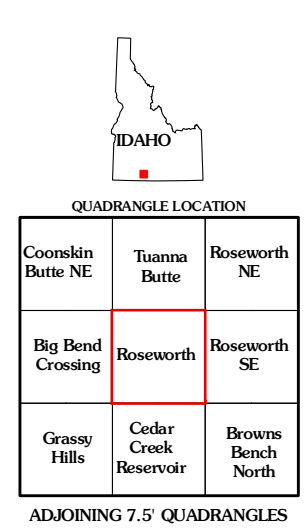 IDAHO
QUADRANGLE LOCATION
Coonskin
Butte NE
Tuanna
Butte
Roseworth
NE
Big Bend
Crossing
Roseworth
Roseworth
SE
Grassy
Hills
Cedar
Creek
Reservoir
Browns
Bench
North
ADJOINING 7.5' QUADRANGLES